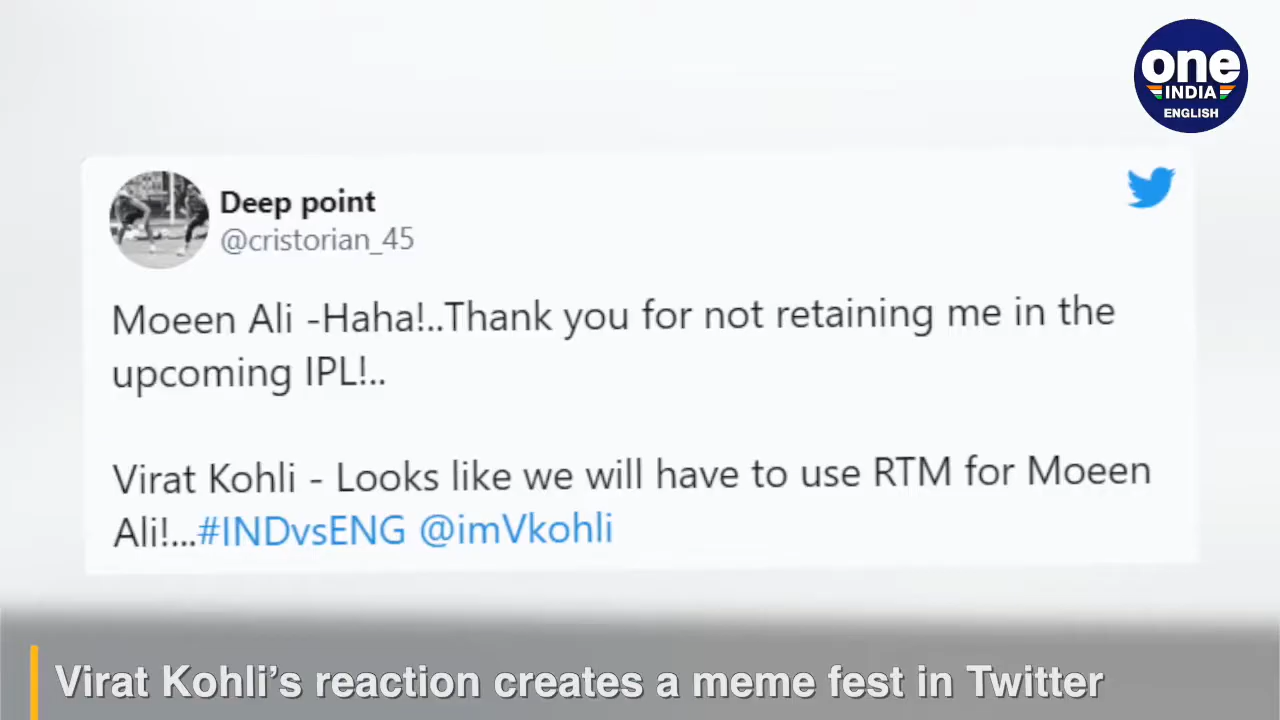 one
INDIA
ENGLISH
Deep point
@cristorian_45
Moeen Ali -Haha!..Thank you for not retaining me in the
upcoming IPL!..
Virat Kohli - Looks like we will have to use RTM for Moeen
Ali!...#INDvsENG @imVkohli
Virat Kohli’s reaction creates a meme fest in Twitter